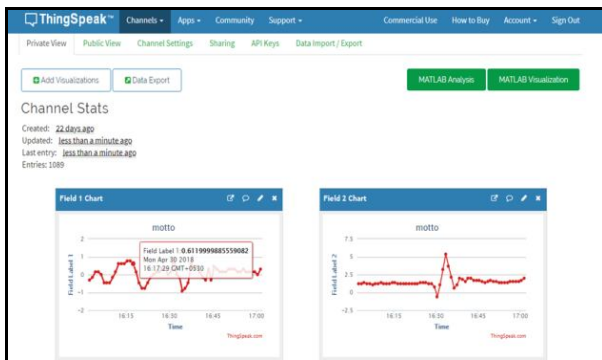 ThingSpeak™ Channels Apps Community Support Commercial Use How to Buy Account Sign Out
Private View Public View Channel Settings Sharing API Keys Data Import / Export
Add Visualizations Data Export MATLAB Analysis MATLAB Visualization
Channel Stats
Created: 22 days ago
Updated: less than a minute ago
Last entry: less than a minute ago
Entries: 1089
Field 1 Chart
motto
Field Label 1
2
1
0
-1
-2
Field Label 1: 0.6119999885559082
Mon Apr 30 2018
16:17:29 GMT+0530
16:15 16:30 16:45 17:00
Time
ThingSpeak.com
Field 2 Chart
motto
Field Label 2
7.5
5
2.5
0
-2.5
16:15 16:30 16:45 17:00
Time
ThingSpeak.com